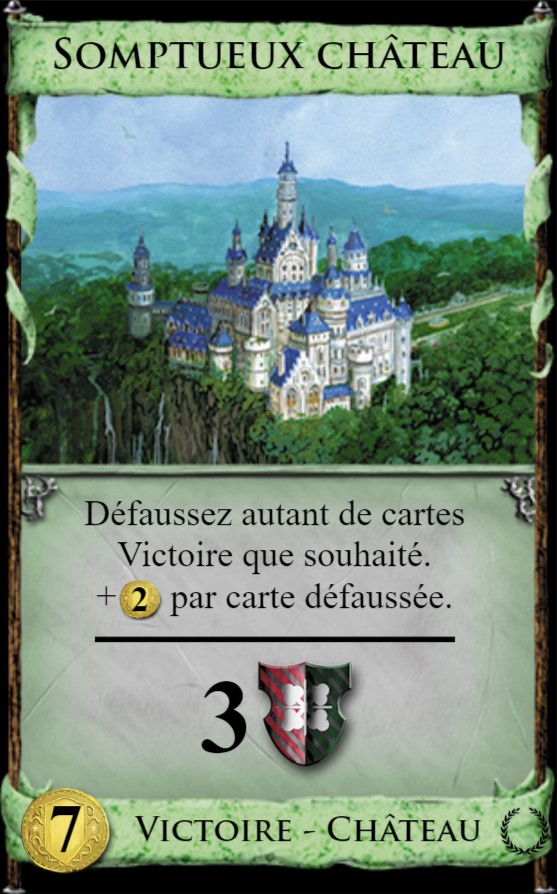 Somptueux château
Défaussez autant de cartes
Victoire que souhaité.
+2 par carte défaussée.
3
7 Victoire - Château